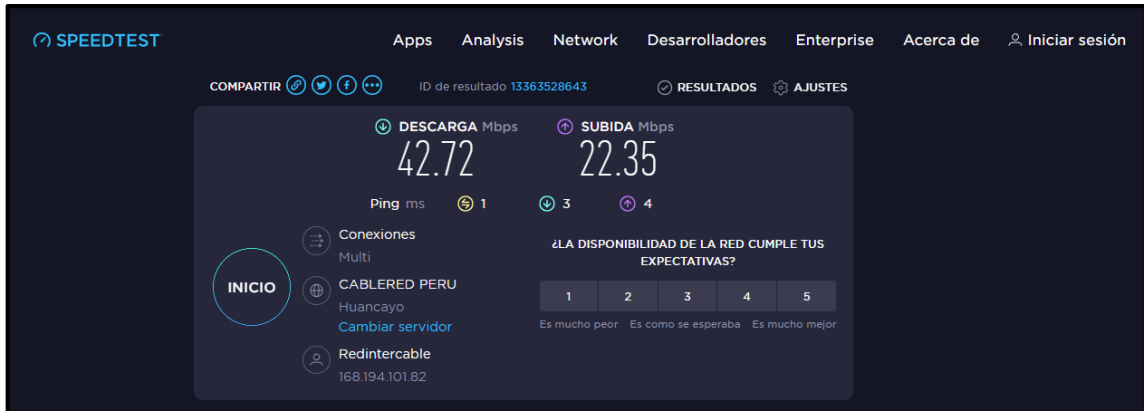 SPEEDTEST Apps Analysis Network Desarrolladores Enterprise Acerca de Iniciar sesión
COMPARTIR ID de resultado 13363528643 RESULTADOS AJUSTES
DESCARGA Mbps SUBIDA Mbps
42.72 22.35
Ping ms 1 3 4
Conexiones
Multi
CABLERED PERU
Huancayo
Cambiar servidor
Redintercable
168.194.101.82
INICIO
¿LA DISPONIBILIDAD DE LA RED CUMPLE TUS
EXPECTATIVAS?
1 2 3 4 5
Es mucho peor Es como se esperaba Es mucho mejor